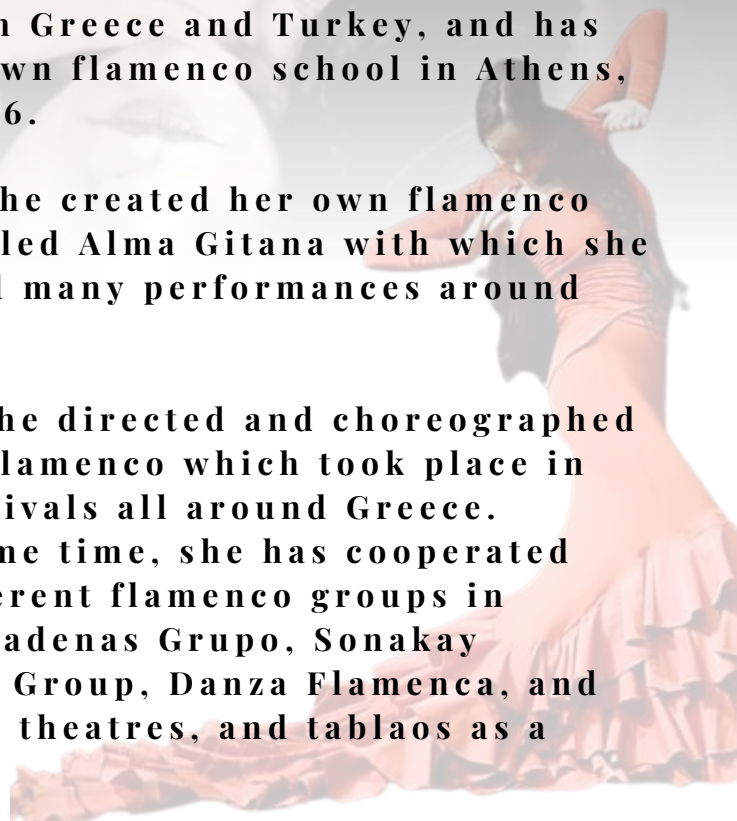 Greece and Turkey, and has
wn flamenco school in Athens,
6.
he created her own flamenco
led Alma Gitana with which she
many performances around
he directed and choreographed
lamenco which took place in
ivals all around Greece.
me time, she has cooperated
erent flamenco groups in
adenas Grupo, Sonakay
Group, Danza Flamenca, and
theatres, and tablaos as a